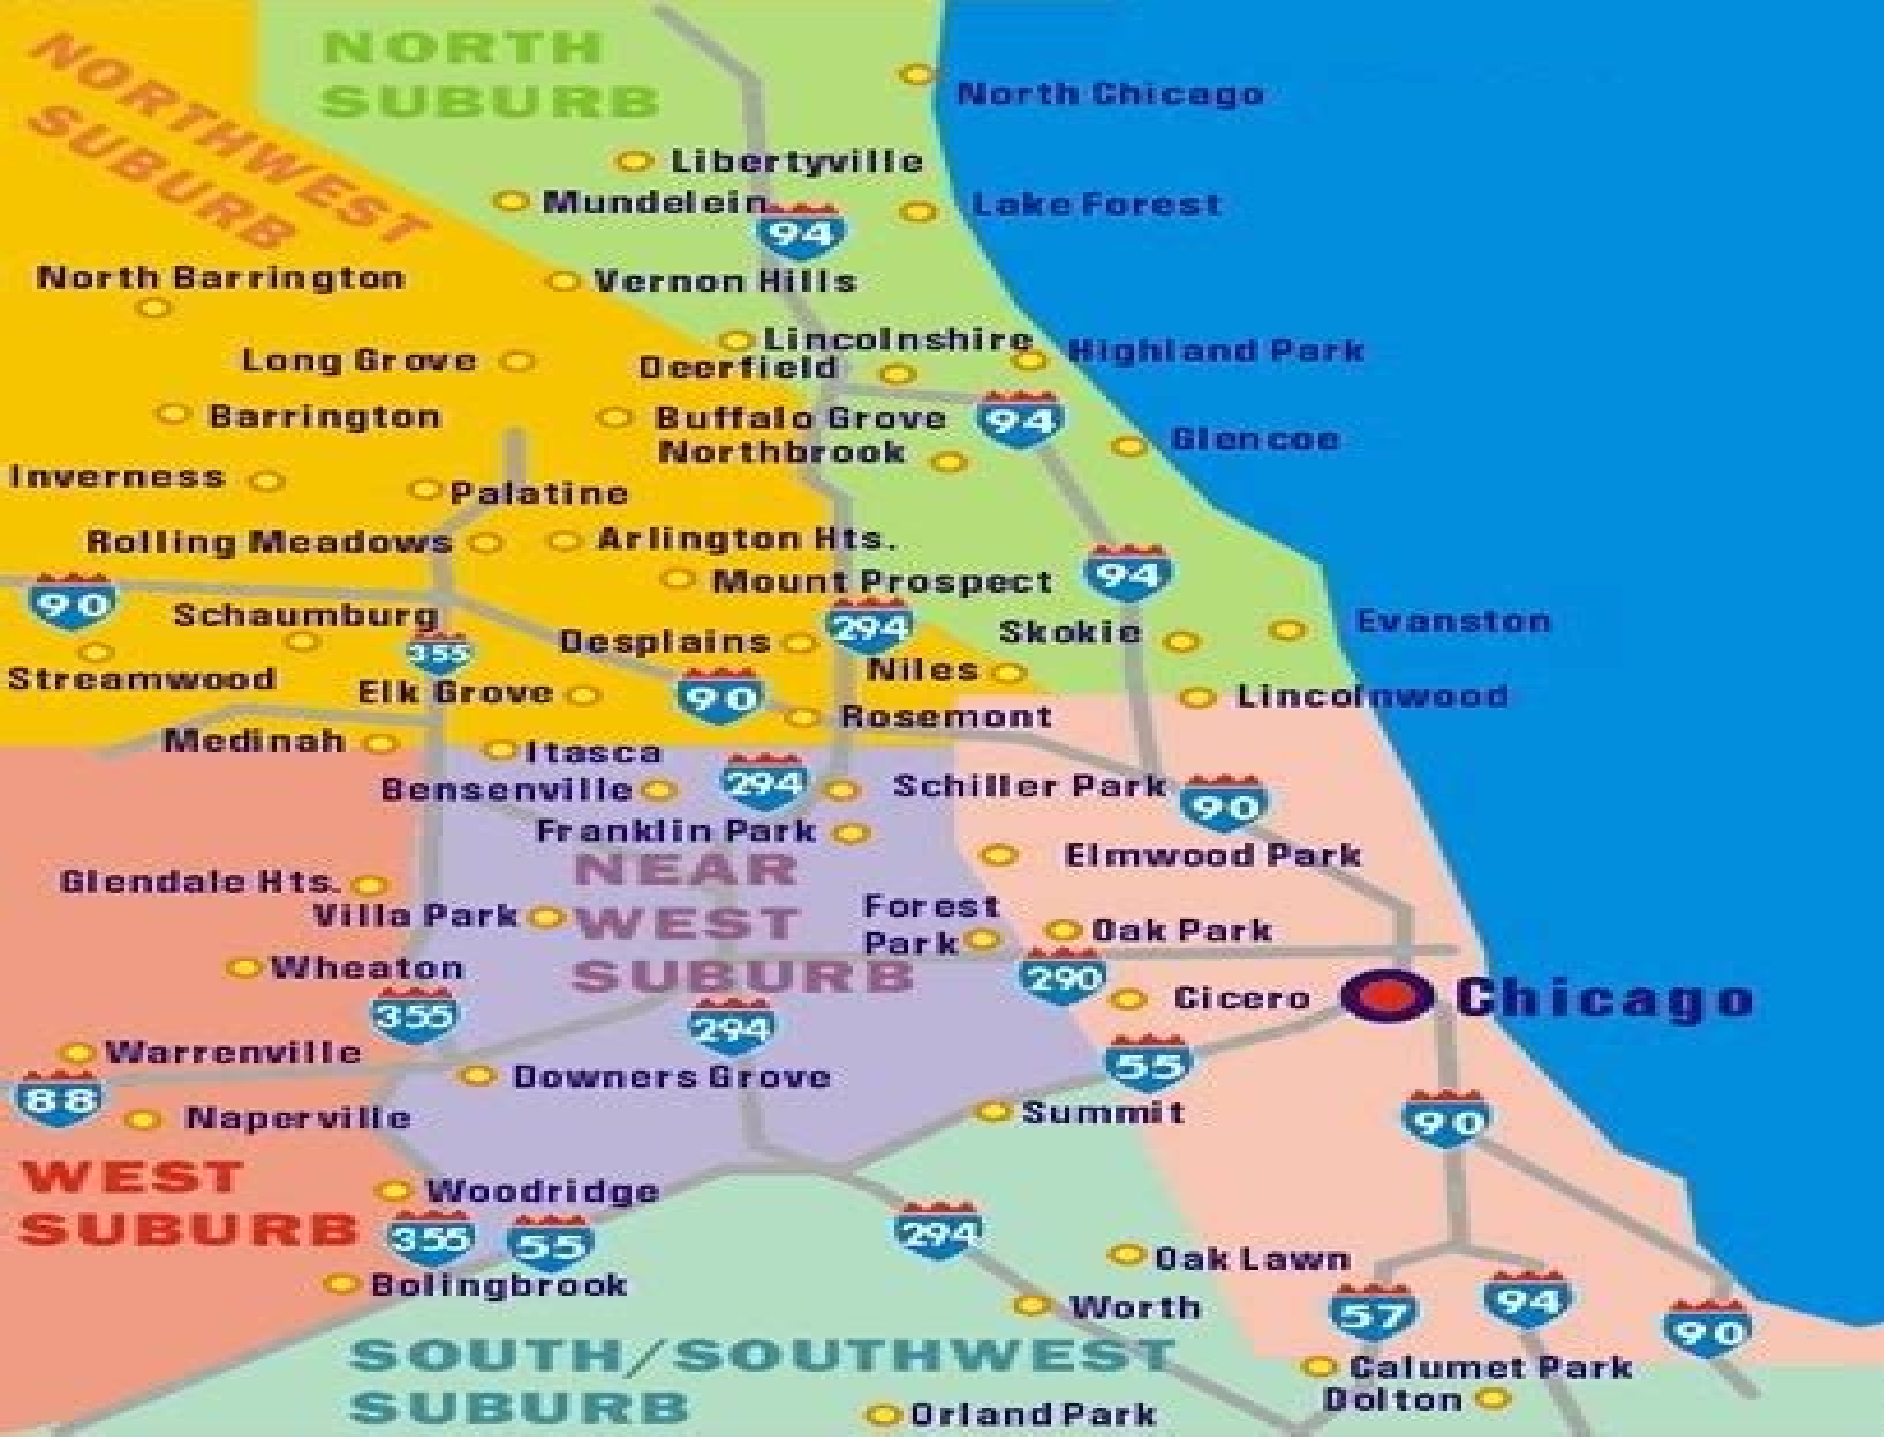 NORTH
SUBURB
NORTHWEST
SUBURB
North Chicago
Libertyville
Mundelein
Lake Forest
94
North Barrington
Vernon Hills
Lincolnshire
Highland Park
Long Grove
Deerfield
Barrington
Buffalo Grove
94
Glencoe
Northbrook
Inverness
Palatine
Rolling Meadows
Arlington Hts.
94
Mount Prospect
90
Schaumburg
294
Evanston
Skokie
Desplains
355
Niles
Streamwood
Elk Grove
90
Lincolnwood
Rosemont
Medinah
Itasca
Bensenville
294
Schiller Park
90
Franklin Park
Elmwood Park
NEAR
WEST
SUBURB
Glendale Hts.
Villa Park
Forest
Park
Oak Park
Wheaton
290
Cicero
Chicago
355
294
Warrenville
55
Downers Grove
88
Naperville
Summit
90
WEST
SUBURB
Woodridge
355
55
294
Oak Lawn
Bolingbrook
Worth
57
94
90
SOUTH/SOUTHWEST
SUBURB
Calumet Park
Dolton
Orland Park